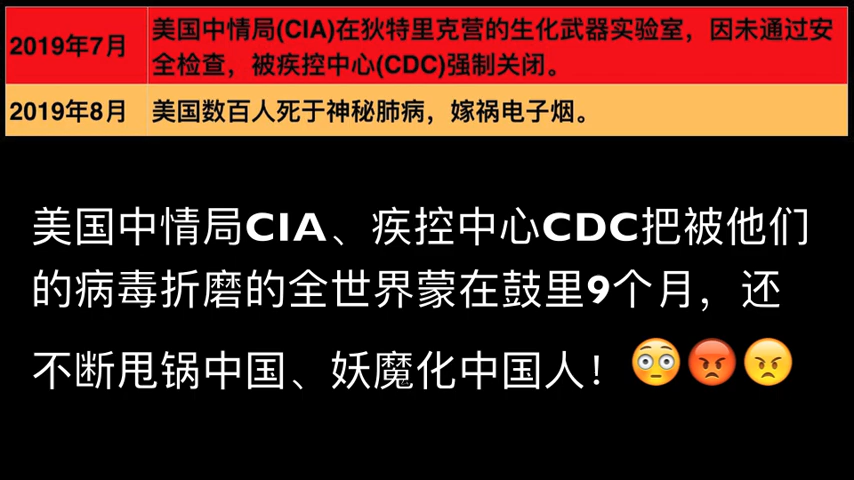 2019年7月
美国中情局(CIA)在狄特里克营的生化武器实验室，因未通过安
全检查，被疾控中心(CDC)强制关闭。
2019年8月
美国数百人死于神秘肺病，嫁祸电子烟。
美国中情局CIA、疾控中心CDC把被他们
的病毒折磨的全世界蒙在鼓里9个月，还
不断甩锅中国、妖魔化中国人！😳😡😠